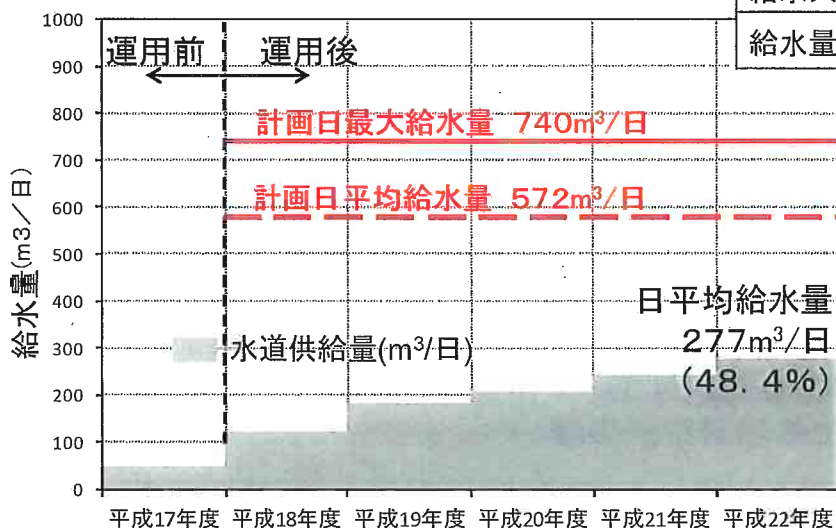 給水量
1000
900
800
700
600
500
400
300
200
100
0
給水量(m3/日)
運用前
運用後
計画日最大給水量 740m³/日
計画日平均給水量 572m³/日
日平均給水量
277m³/日
(48. 4%)
水道供給量(m³/日)
平成17年度 平成18年度 平成19年度 平成20年度 平成21年度 平成22年度